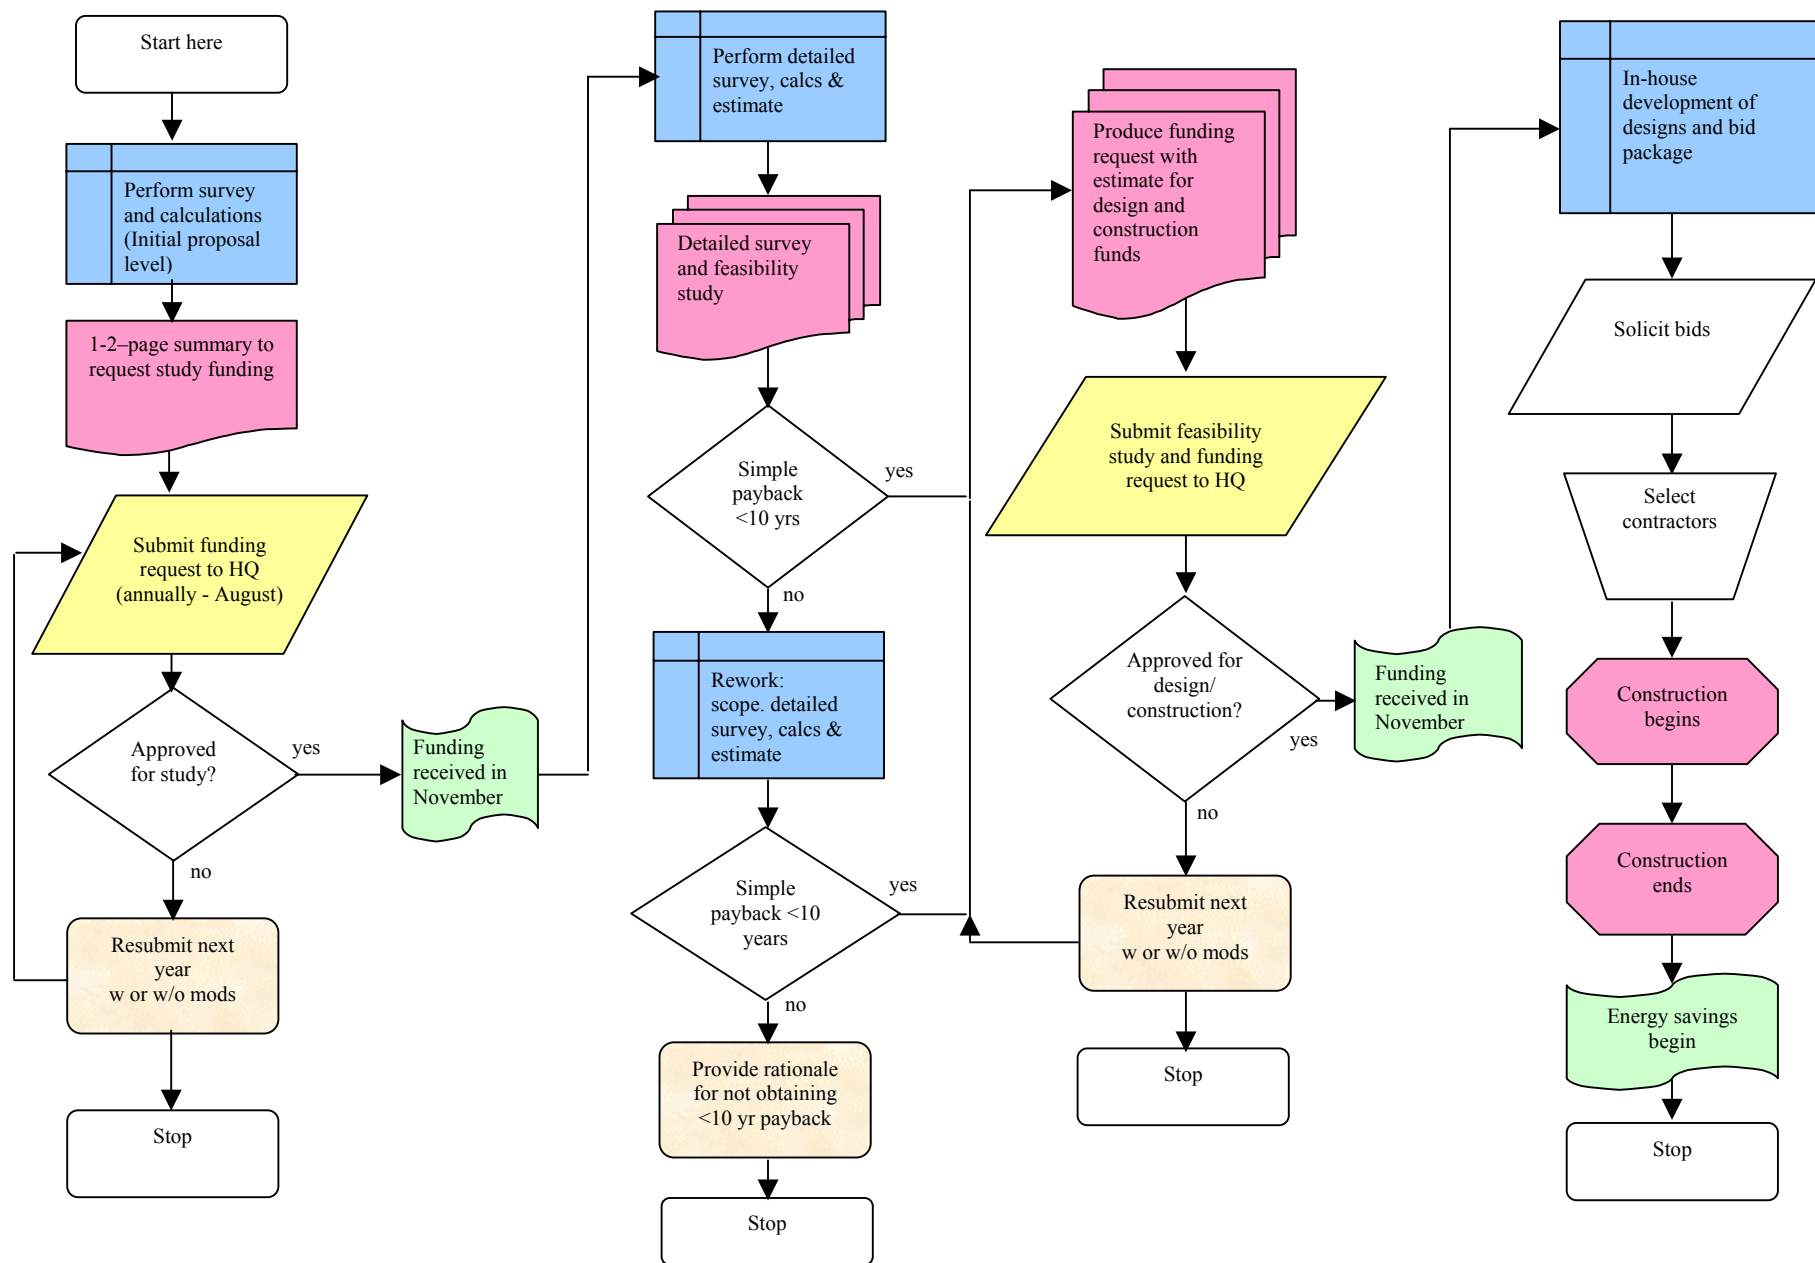 Start here
Perform survey
and calculations
(Initial proposal
level)
1-2–page summary to
request study funding
Submit funding
request to HQ
(annually - August)
Approved
for study?
yes
no
Funding
received in
November
Resubmit next
year
w or w/o mods
Stop
Perform detailed
survey, calcs &
estimate
Detailed survey
and feasibility
study
Simple
payback
<10 yrs
yes
no
Rework:
scope. detailed
survey, calcs &
estimate
Simple
payback <10
years
yes
no
Provide rationale
for not obtaining
<10 yr payback
Stop
Produce funding
request with
estimate for
design and
construction
funds
Submit feasibility
study and funding
request to HQ
Approved for
design/
construction?
yes
no
Funding
received in
November
Resubmit next
year
w or w/o mods
Stop
In-house
development of
designs and bid
package
Solicit bids
Select
contractors
Construction
begins
Construction
ends
Energy savings
begin
Stop